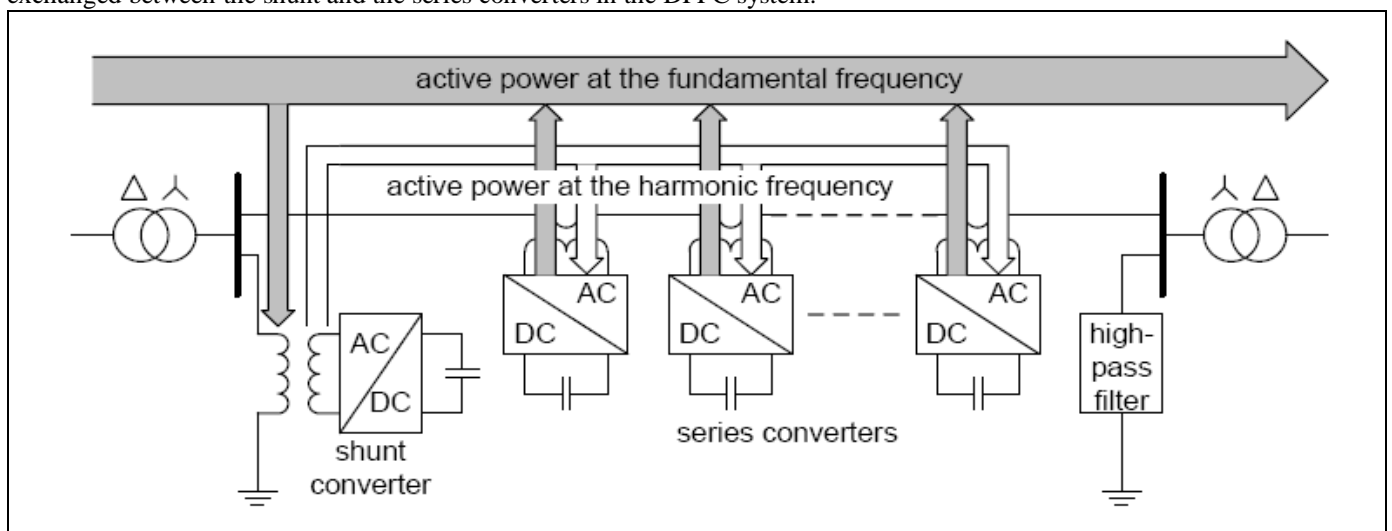 exchanged between the shunt and the series converters in the DPFC system.
active power at the fundamental frequency
active power at the harmonic frequency
AC
DC
AC
DC
AC
DC
AC
DC
shunt
converter
series converters
high-
pass
filter